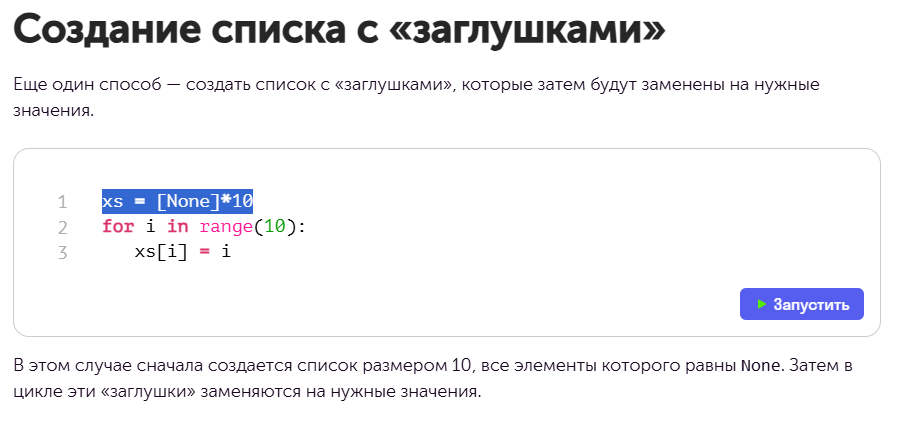 Создание списка с «заглушками»
Еще один способ — создать список с «заглушками», которые затем будут заменены на нужные
значения.
1 xs = [None]*10
2 for i in range(10):
3 xs[i] = i
Запустить
В этом случае сначала создается список размером 10, все элементы которого равны None. Затем в
цикле эти «заглушки» заменяются на нужные значения.